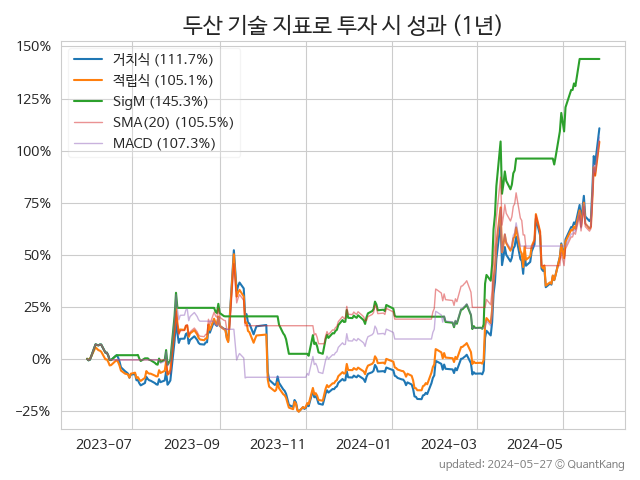 두산 기술 지표로 투자 시 성과 (1년)
150%
125%
100%
75%
50%
25%
0%
−25%
거치식 (111.7%)
적립식 (105.1%)
SigM (145.3%)
SMA(20) (105.5%)
MACD (107.3%)
2023-07 2023-09 2023-11 2024-01 2024-03 2024-05
updated: 2024-05-27 © QuantKang